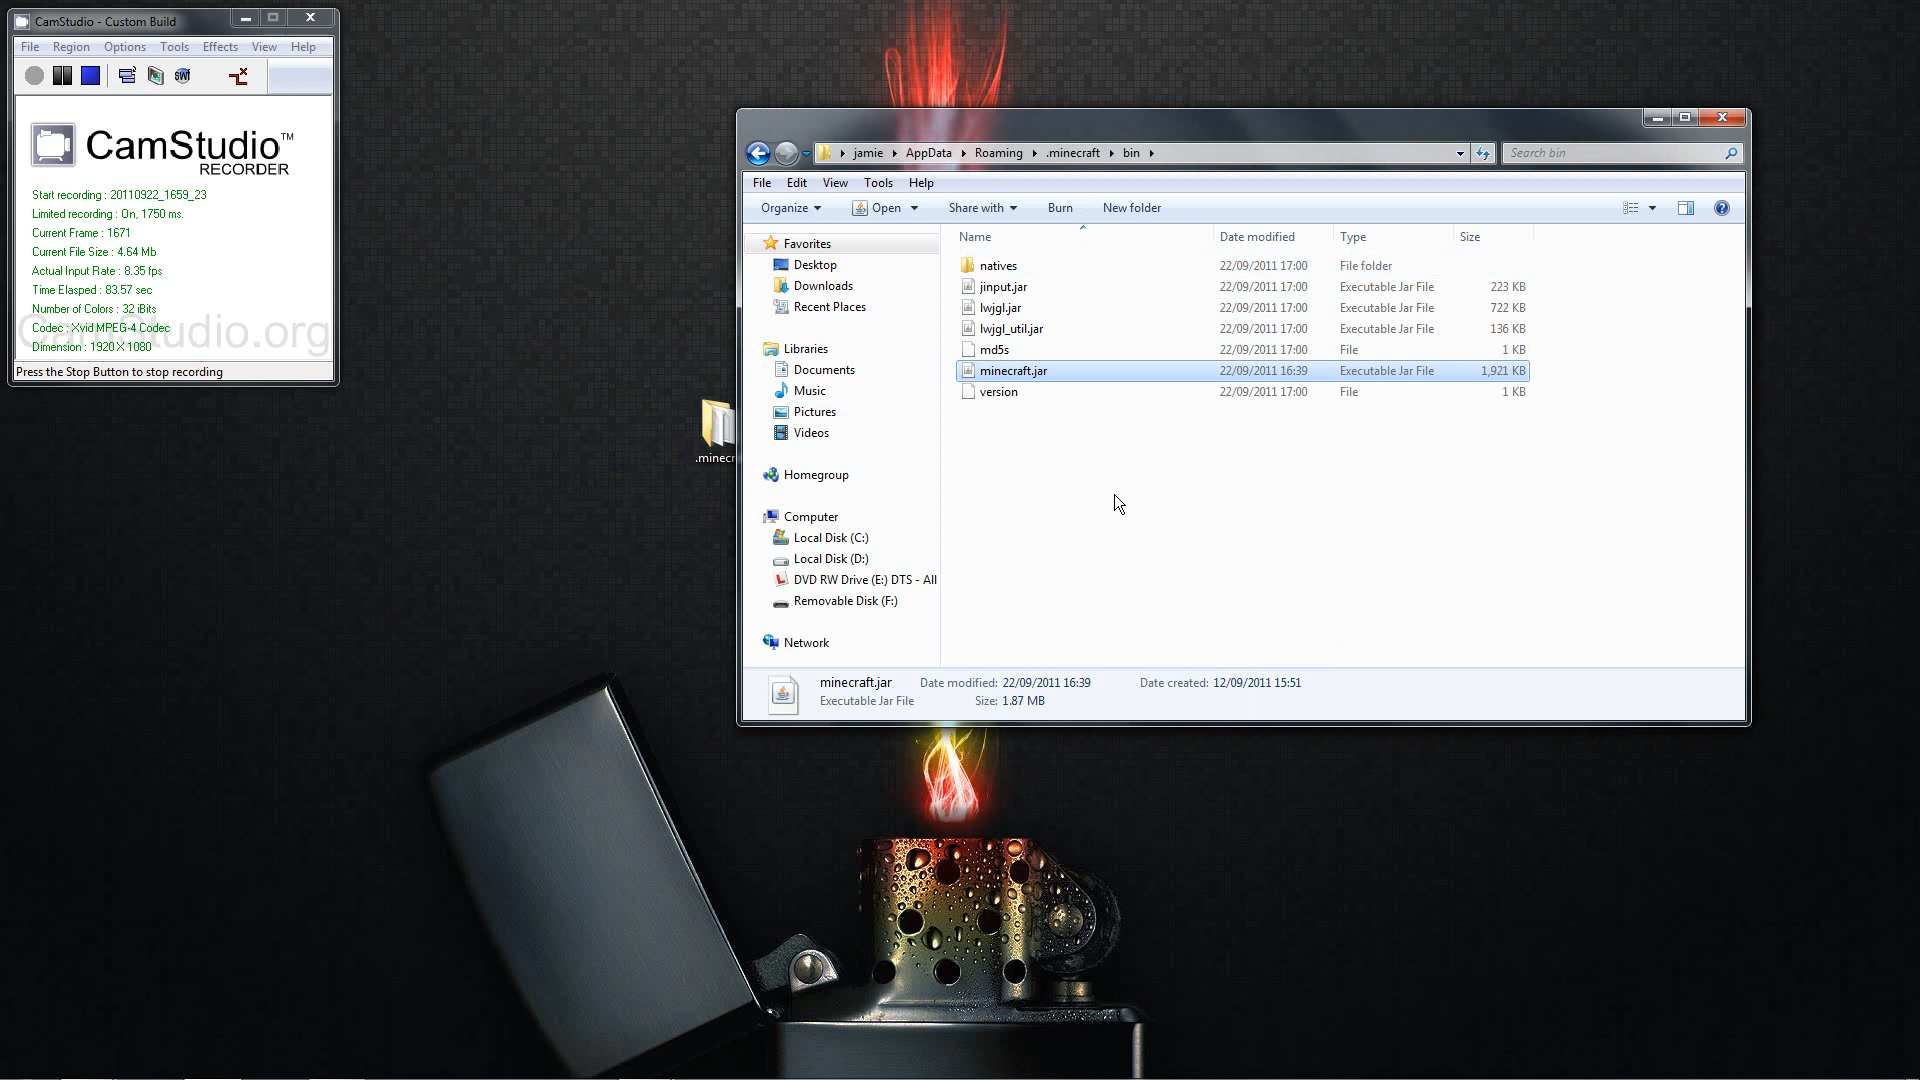 CamStudio - Custom Build
File Region Options Tools Effects View Help
SWf
CamStudio™
RECORDER
Start recording : 20110922_1659_23
Limited recording : On, 1750 ms.
Current Frame : 1671
Current File Size : 4.64 Mb
Actual Input Rate : 8.35 fps
Time Elasped : 83.57 sec
Number of Colors : 32 iBits
Codec : Xvid MPEG-4 Codec
CamStudio.org
Dimension : 1920 X 1080
Press the Stop Button to stop recording
.minecr
jamie AppData Roaming .minecraft bin
Search bin
File Edit View Tools Help
Organize Open Share with Burn New folder
Favorites
Desktop
Downloads
Recent Places
Libraries
Documents
Music
Pictures
Videos
Homegroup
Computer
Local Disk (C:)
Local Disk (D:)
DVD RW Drive (E:) DTS - All
Removable Disk (F:)
Network
Name Date modified Type Size
natives 22/09/2011 17:00 File folder
jinput.jar 22/09/2011 17:00 Executable Jar File 223 KB
lwjgl.jar 22/09/2011 17:00 Executable Jar File 722 KB
lwjgl_util.jar 22/09/2011 17:00 Executable Jar File 136 KB
md5s 22/09/2011 17:00 File 1 KB
minecraft.jar 22/09/2011 16:39 Executable Jar File 1,921 KB
version 22/09/2011 17:00 File 1 KB
minecraft.jar Date modified: 22/09/2011 16:39 Date created: 12/09/2011 15:51
Executable Jar File Size: 1.87 MB